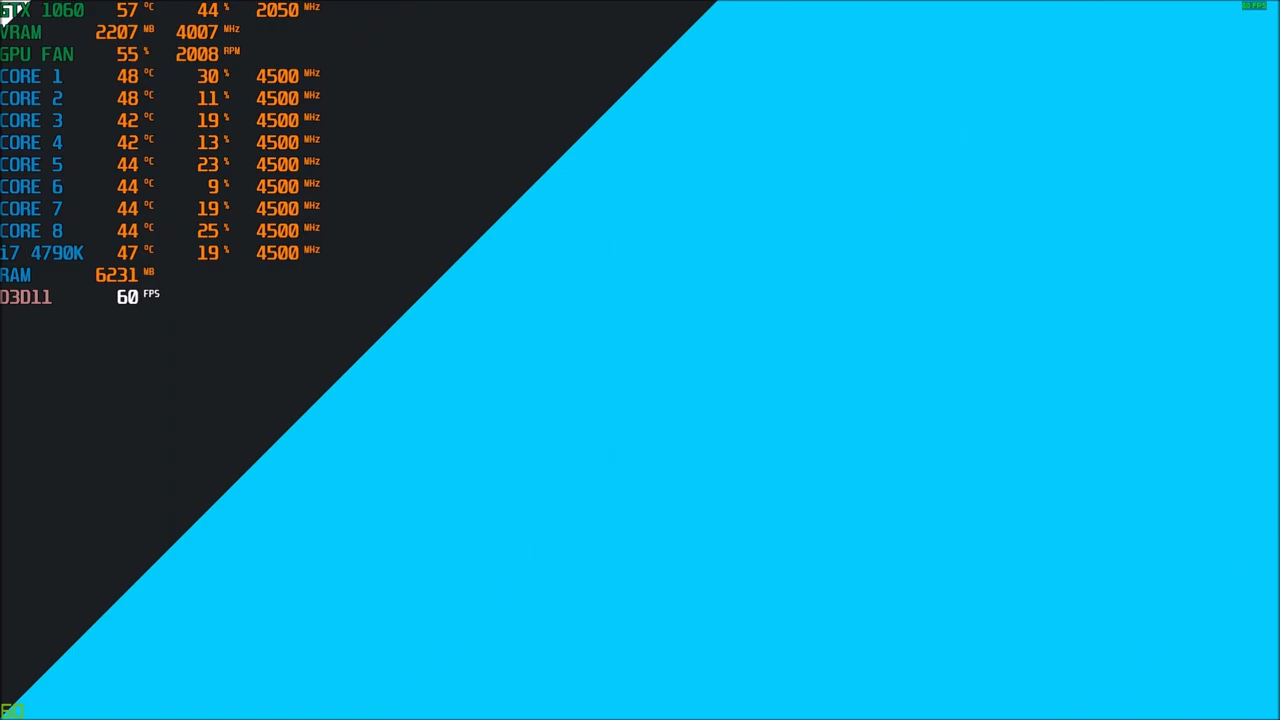 GTX 1060 57 °C 44 % 2050 MHz
60 FPS
VRAM 2207 MB 4007 MHz
GPU FAN 55 % 2008 RPM
CORE 1 48 °C 30 % 4500 MHz
CORE 2 48 °C 11 % 4500 MHz
CORE 3 42 °C 19 % 4500 MHz
CORE 4 42 °C 13 % 4500 MHz
CORE 5 44 °C 23 % 4500 MHz
CORE 6 44 °C 9 % 4500 MHz
CORE 7 44 °C 19 % 4500 MHz
CORE 8 44 °C 25 % 4500 MHz
i7 4790K 47 °C 19 % 4500 MHz
RAM 6231 MB
D3D11 60 FPS
60